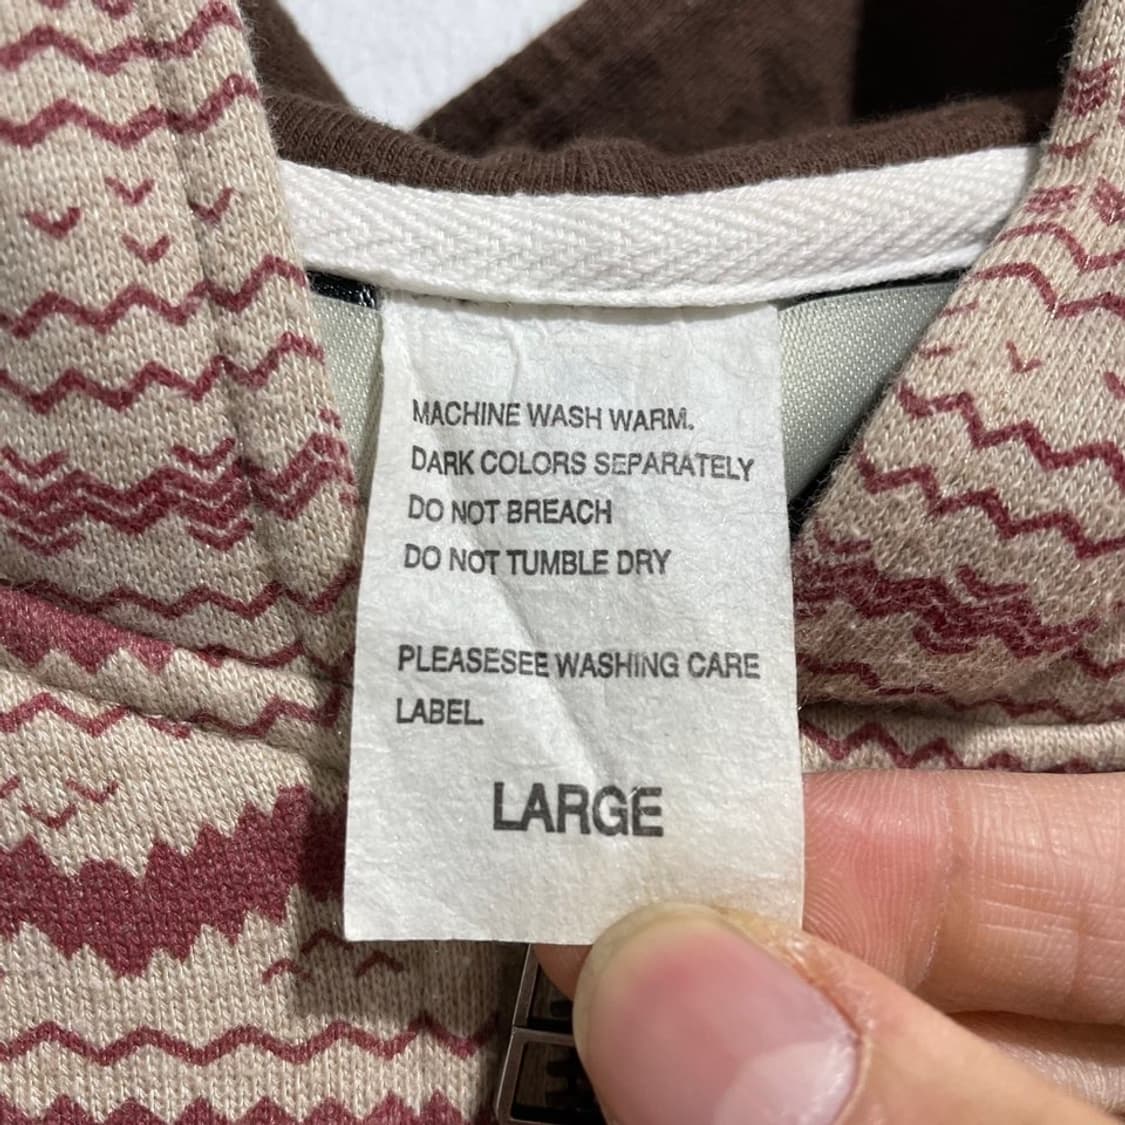 MACHINE WASH WARM.
DARK COLORS SEPARATELY
DO NOT BREACH
DO NOT TUMBLE DRY
PLEASESEE WASHING CARE
LABEL.
LARGE